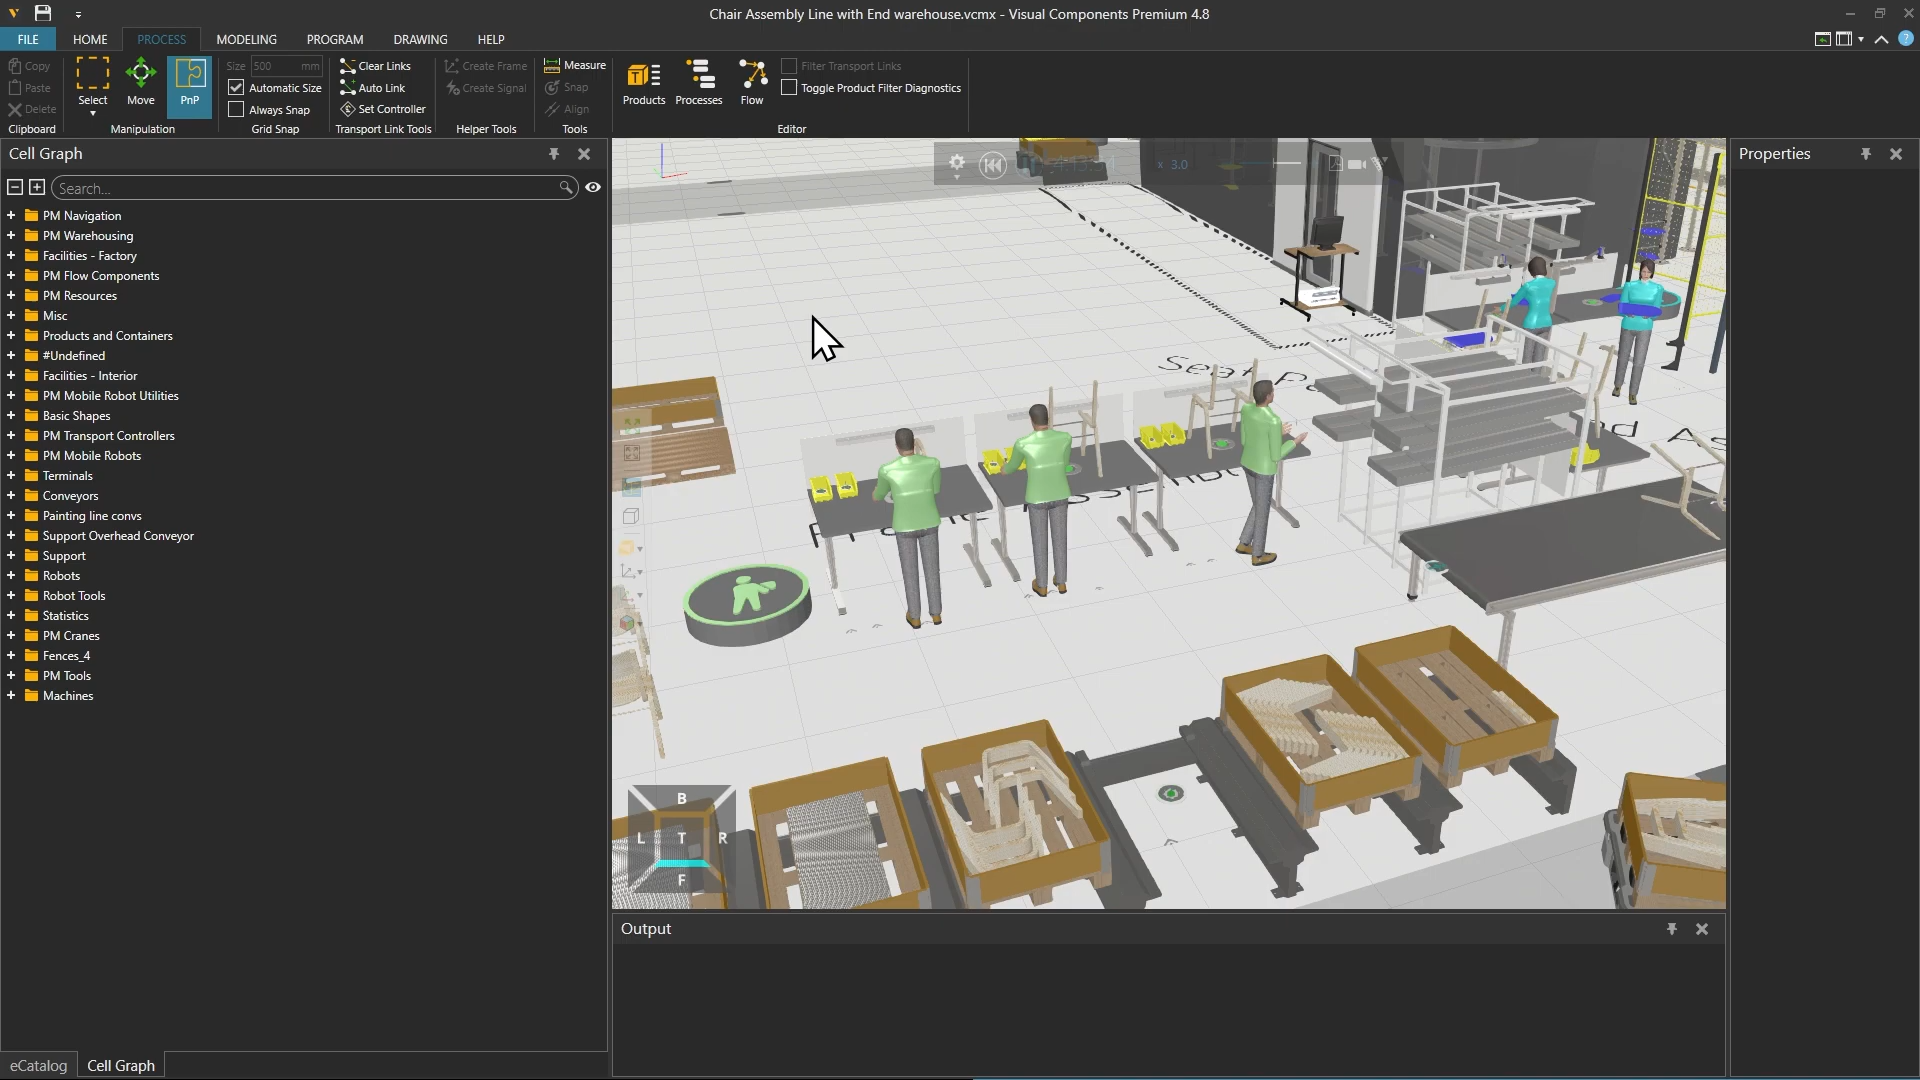 Chair Assembly Line with End warehouse.vcmx - Visual Components Premium 4.8
FILE HOME PROCESS MODELING PROGRAM DRAWING HELP
Copy
Paste
Delete
Clipboard
Select
Move
PnP
Manipulation
Size 500 mm
Automatic Size
Always Snap
Grid Snap
Clear Links
Auto Link
Set Controller
Transport Link Tools
Create Frame
Create Signal
Helper Tools
Measure
Snap
Align
Tools
Products
Processes
Flow
Filter Transport Links
Toggle Product Filter Diagnostics
Editor
Cell Graph
Search...
PM Navigation
PM Warehousing
Facilities - Factory
PM Flow Components
PM Resources
Misc
Products and Containers
#Undefined
Facilities - Interior
PM Mobile Robot Utilities
Basic Shapes
PM Transport Controllers
PM Mobile Robots
Terminals
Conveyors
Painting line convs
Support Overhead Conveyor
Support
Robots
Robot Tools
Statistics
PM Cranes
Fences_4
PM Tools
Machines
eCatalog
Cell Graph
x 3.0
Seat
B
L T R
F
Output
Properties